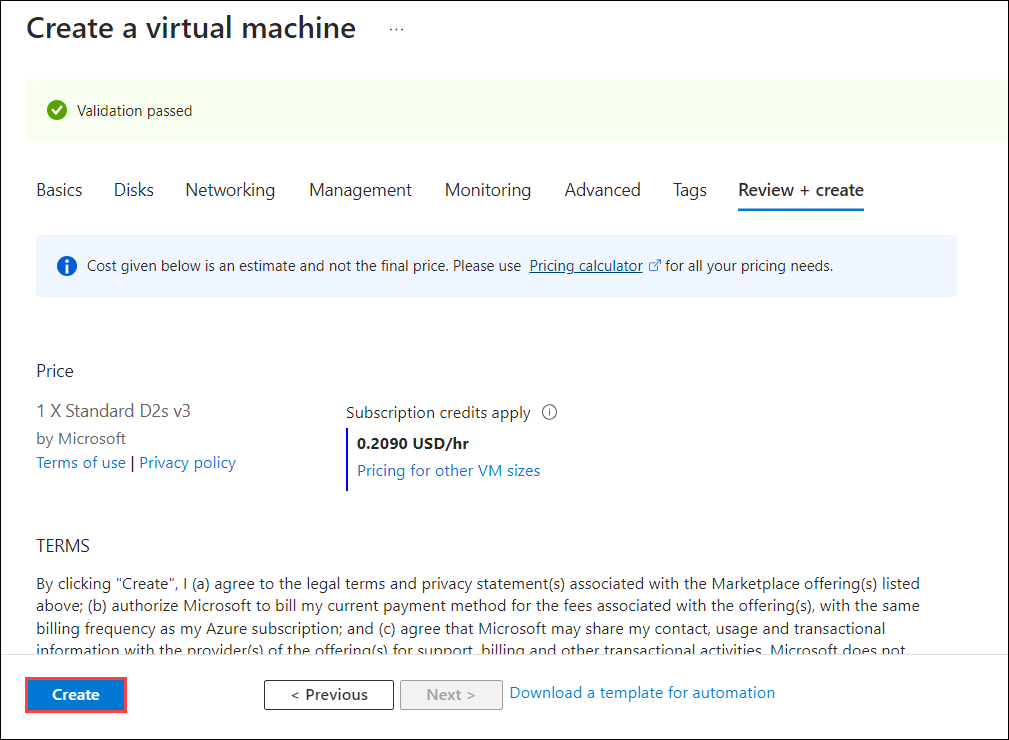 Create a virtual machine ...
Validation passed
Basics Disks Networking Management Monitoring Advanced Tags Review + create
Cost given below is an estimate and not the final price. Please use Pricing calculator for all your pricing needs.
Price
1 X Standard D2s v3
by Microsoft
Terms of use | Privacy policy
Subscription credits apply
0.2090 USD/hr
Pricing for other VM sizes
TERMS
By clicking "Create", I (a) agree to the legal terms and privacy statement(s) associated with the Marketplace offering(s) listed
above; (b) authorize Microsoft to bill my current payment method for the fees associated with the offering(s), with the same
billing frequency as my Azure subscription; and (c) agree that Microsoft may share my contact, usage and transactional
information with the provider(s) of the offering(s) for support, billing and other transactional activities. Microsoft does not
Create < Previous Next > Download a template for automation